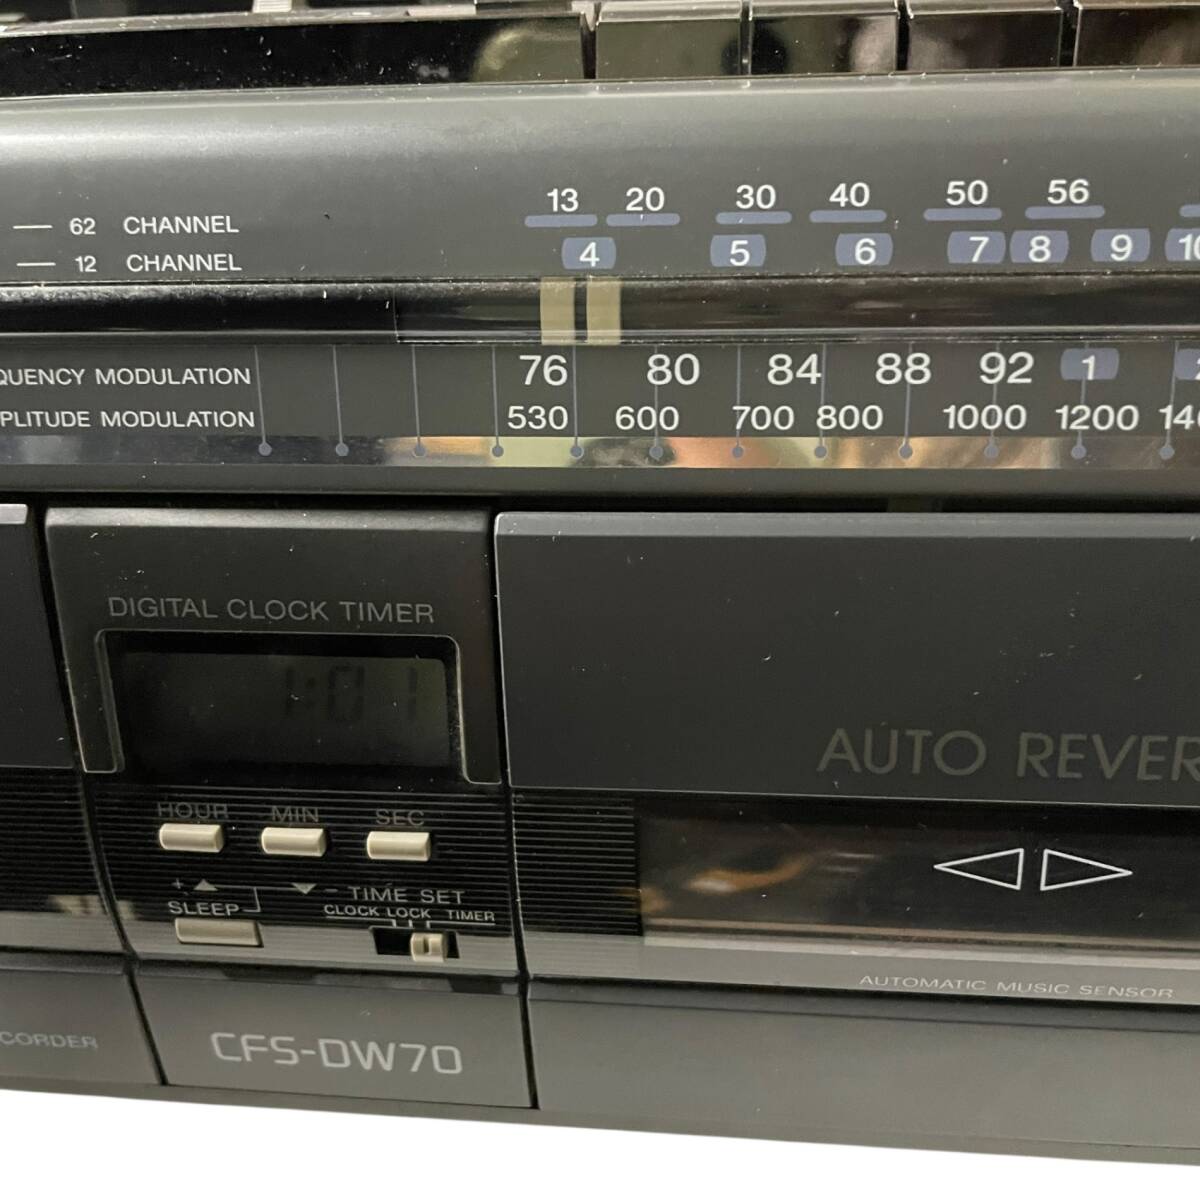 13 20 30 40 50 56
62 CHANNEL
4 5 6 7 8 9 10
12 CHANNEL
QUENCY MODULATION 76 80 84 88 92 1
PLITUDE MODULATION 530 600 700 800 1000 1200 140
DIGITAL CLOCK TIMER
1:01
AUTO REVER
HOUR MIN SEC
+ ▲ ▼ − TIME SET
SLEEP
CLOCK LOCK TIMER
AUTOMATIC MUSIC SENSOR
CORDER
CFS-DW70